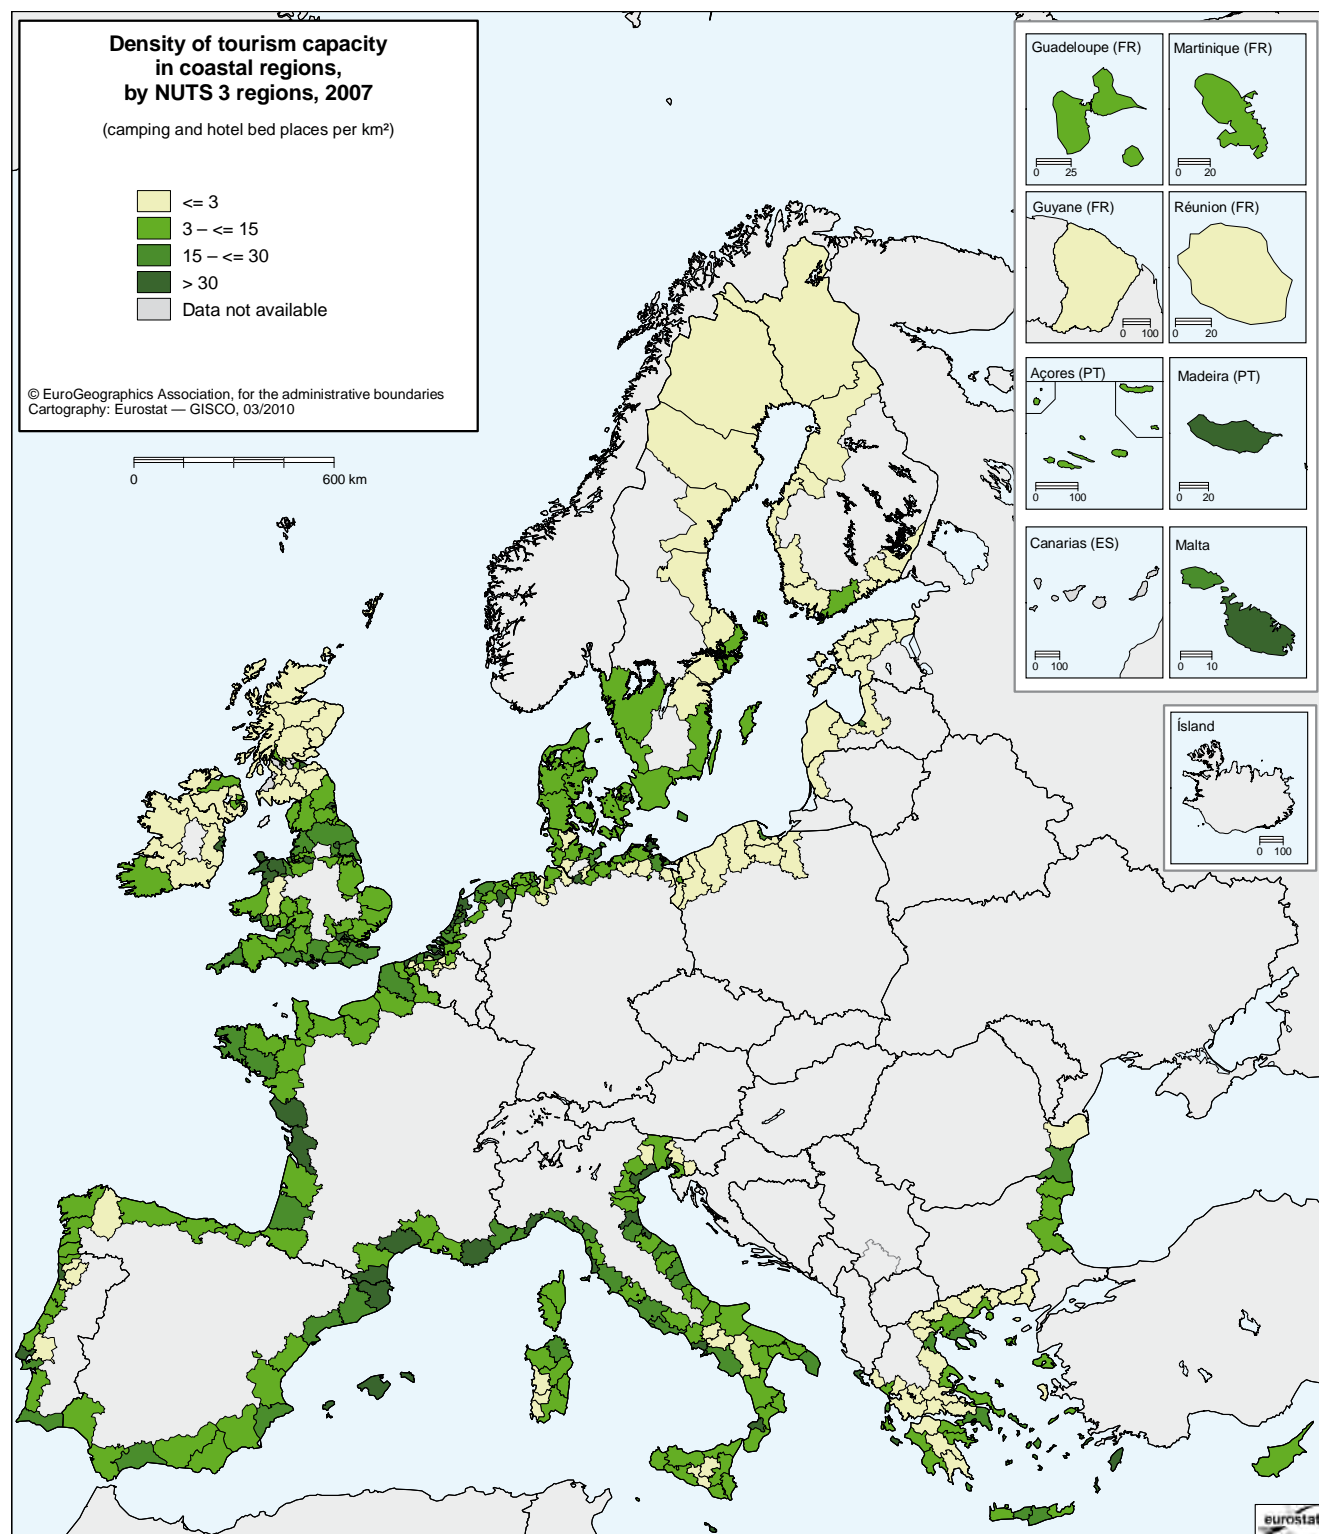 Density of tourism capacity
in coastal regions,
by NUTS 3 regions, 2007
(camping and hotel bed places per km²)
<= 3
3 – <= 15
15 – <= 30
> 30
Data not available
© EuroGeographics Association, for the administrative boundaries
Cartography: Eurostat — GISCO, 03/2010
0 600 km
Guadeloupe (FR)
0 25
Martinique (FR)
0 20
Guyane (FR)
0 100
Réunion (FR)
0 20
Açores (PT)
0 100
Madeira (PT)
0 20
Canarias (ES)
0 100
Malta
0 10
Ísland
0 100
eurostat